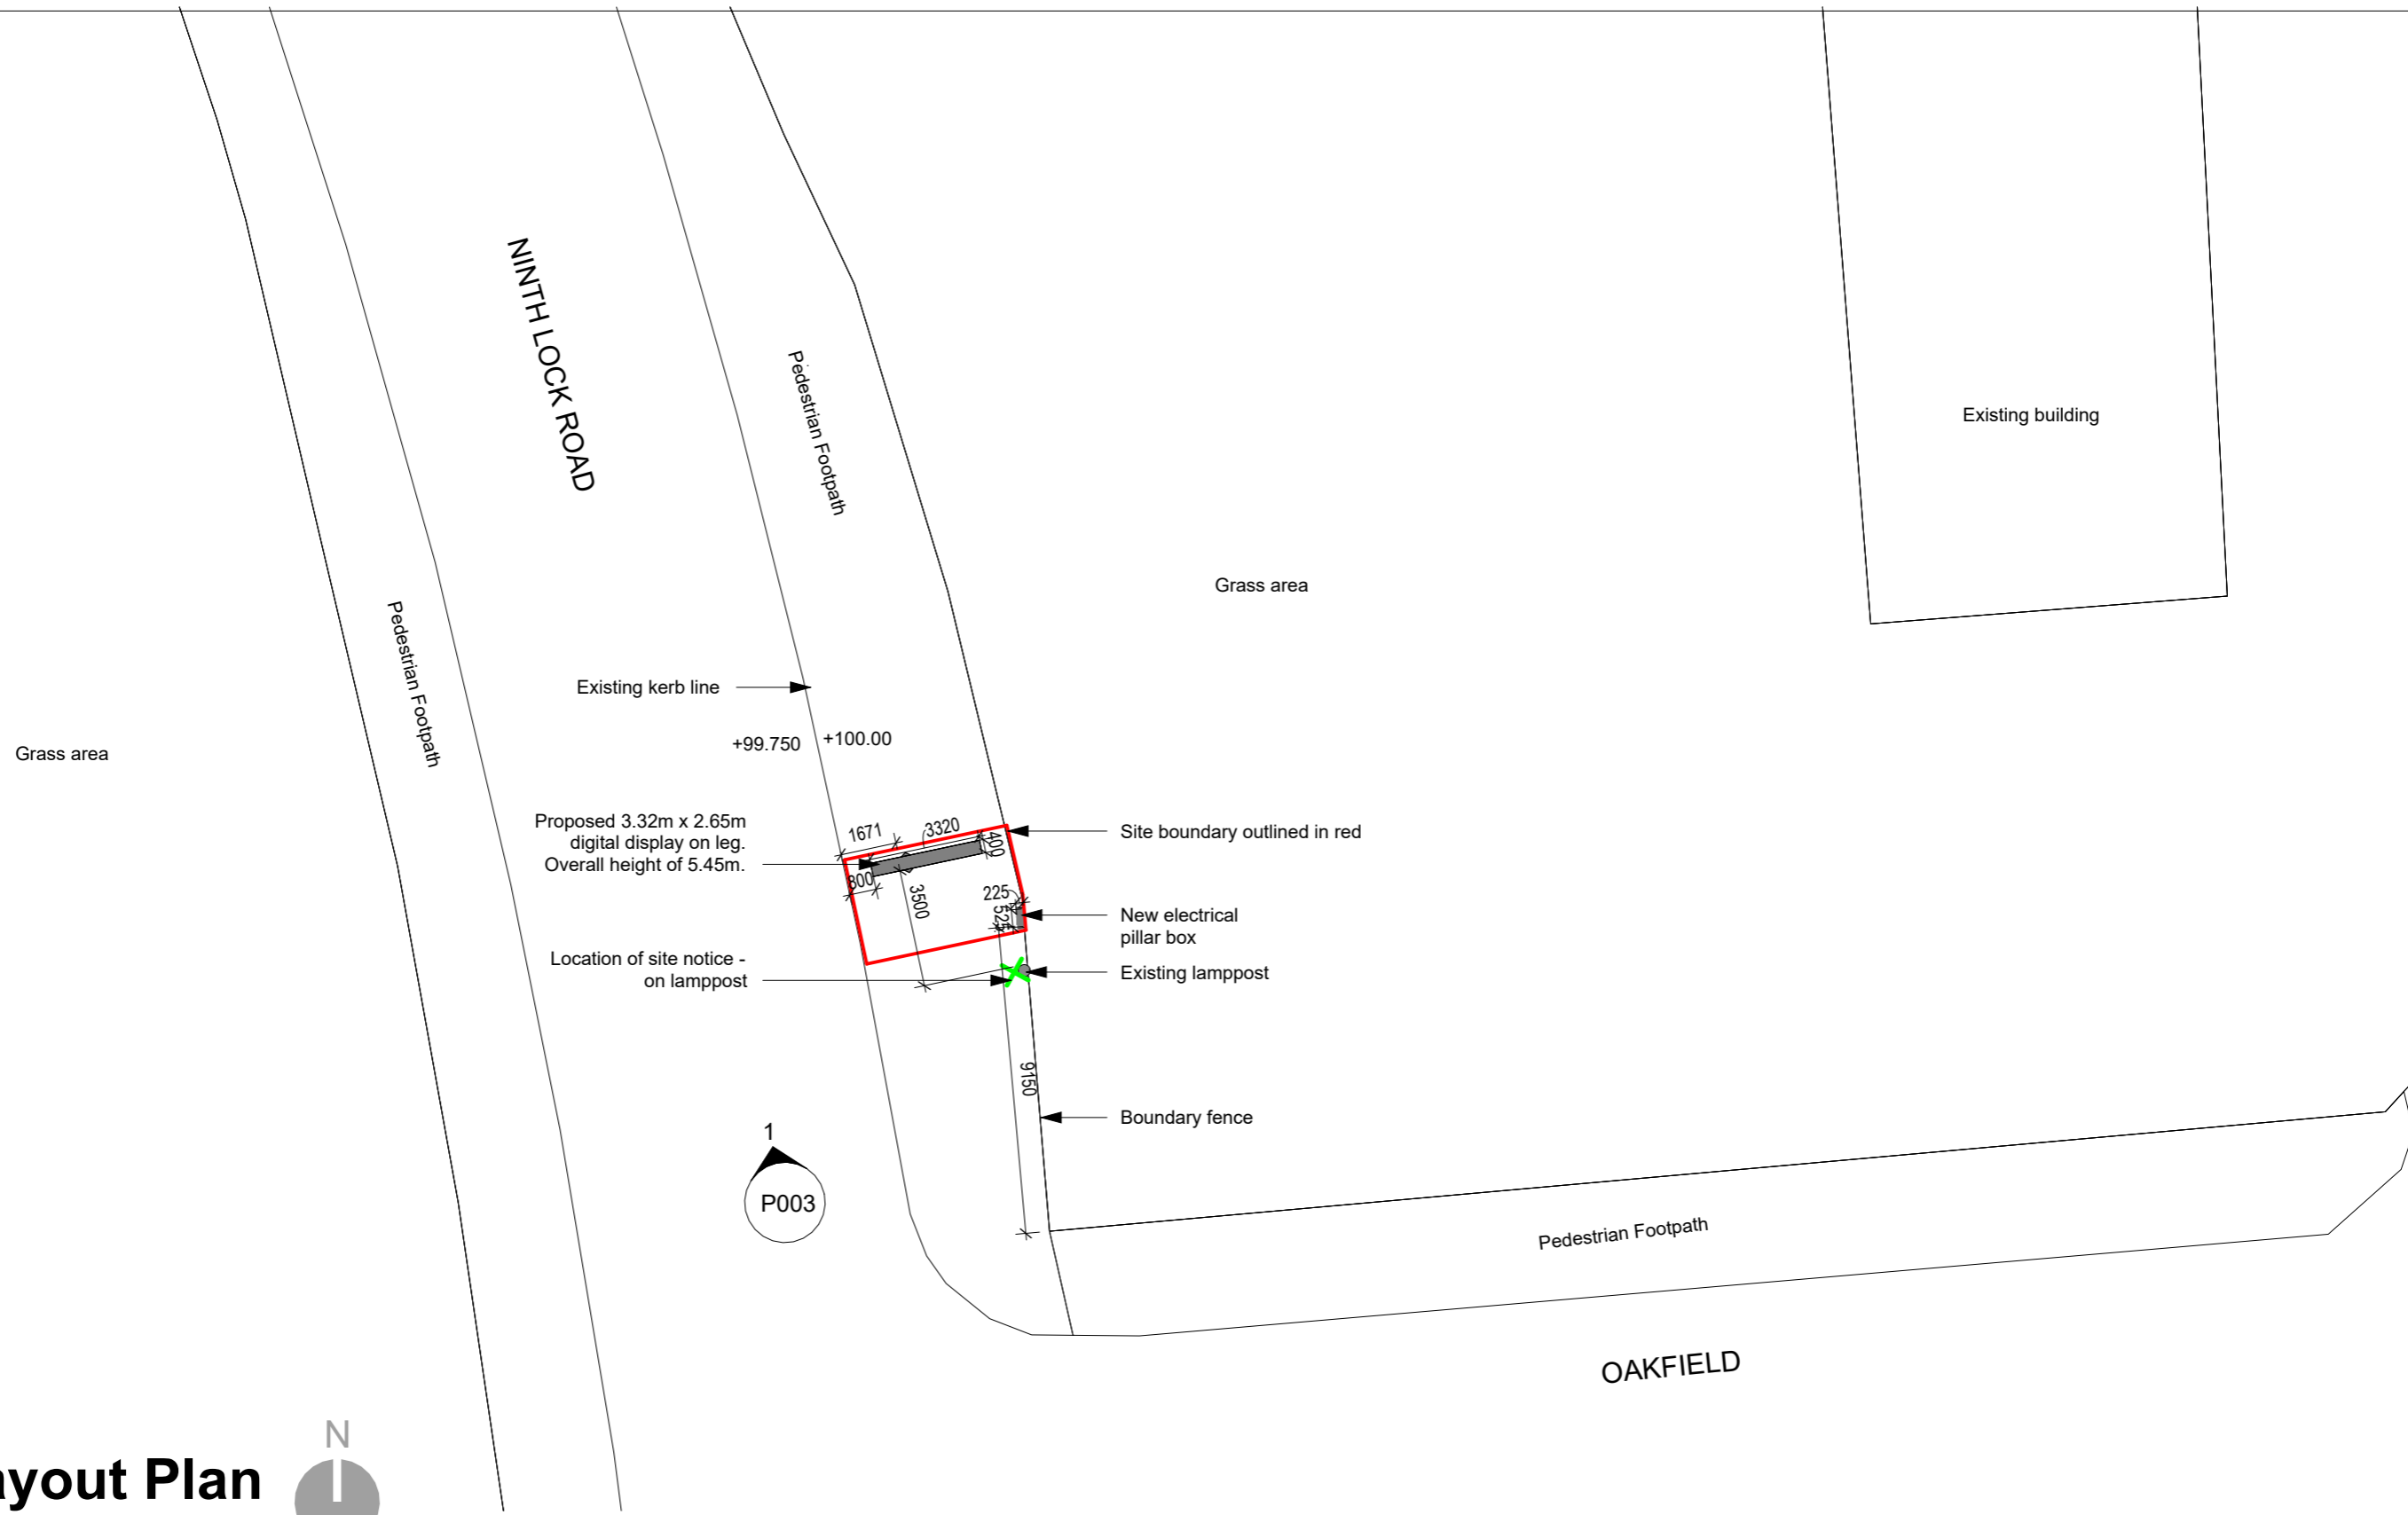 NINTH LOCK ROAD
Pedestrian Footpath
Existing building
Grass area
Pedestrian Footpath
Existing kerb line
+99.750
+100.00
Grass area
Proposed 3.32m x 2.65m
digital display on leg.
Overall height of 5.45m.
1671
3320
400
Site boundary outlined in red
800
3500
225
525
New electrical
pillar box
Location of site notice -
on lamppost
Existing lamppost
9150
Boundary fence
1
P003
Pedestrian Footpath
OAKFIELD
N
ayout Plan